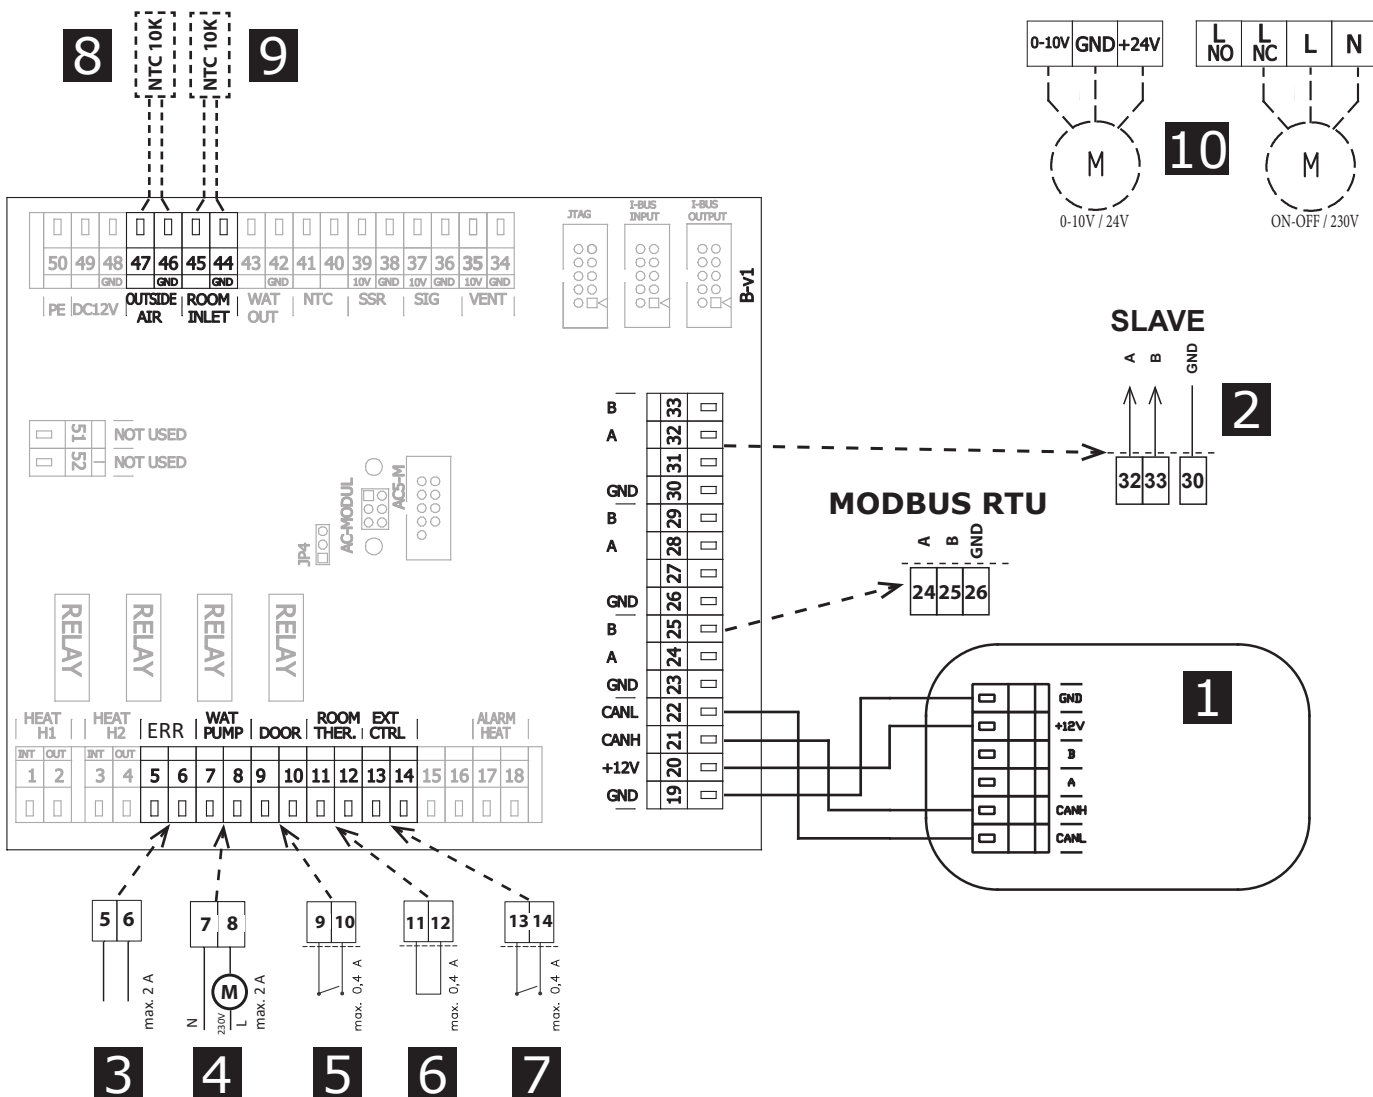 8
NTC 10K
NTC 10K
9
0-10V GND +24V
L NO
L NC
L
N
M
10
M
0-10V / 24V
ON-OFF / 230V
JTAG
I-BUS INPUT
I-BUS OUTPUT
B-v1
50 49 48 47 46 45 44 43 42 41 40 39 38 37 36 35 34
GND GND GND GND 10V GND 10V GND 10V GND
PE DC12V OUTSIDE AIR ROOM INLET WAT OUT NTC SSR SIG VENT
51 NOT USED
52 NOT USED
JP4
AC-MODUL
AC5-M
RELAY
RELAY
RELAY
RELAY
HEAT H1
HEAT H2
ERR
WAT PUMP
DOOR
ROOM THER.
EXT CTRL
ALARM HEAT
INT OUT INT OUT
1 2 3 4 5 6 7 8 9 10 11 12 13 14 15 16 17 18
B 33
A 32
31
GND 30
B 29
A 28
27
GND 26
B 25
A 24
GND 23
CANL 22
CANH 21
+12V 20
GND 19
SLAVE
A B GND
2
32 33 30
MODBUS RTU
A B GND
24 25 26
1
GND
+12V
B
A
CANH
CANL
5 6
max. 2 A
3
7 8
M
N 230V L
max. 2 A
4
9 10
max. 0,4 A
5
11 12
max. 0,4 A
6
13 14
max. 0,4 A
7